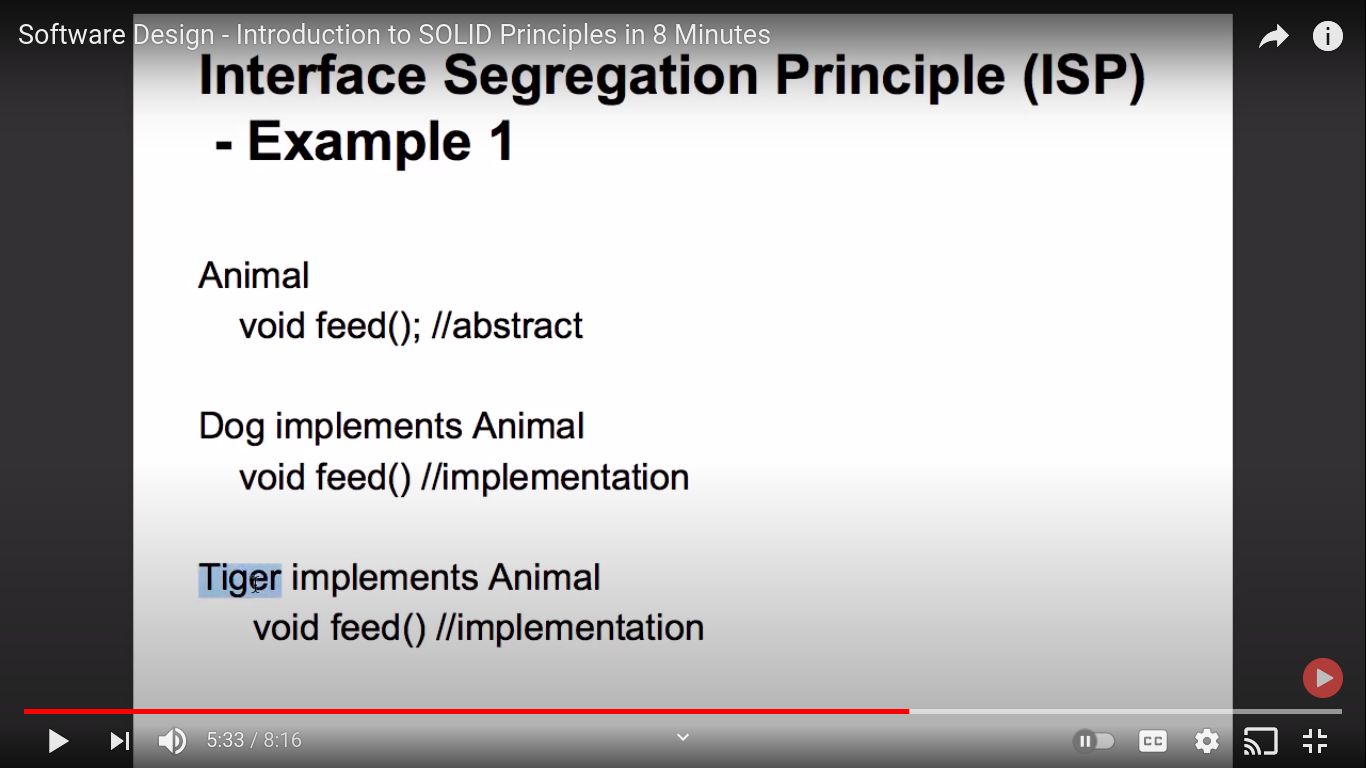 Software Design - Introduction to SOLID Principles in 8 Minutes
Interface Segregation Principle (ISP)
- Example 1
Animal
void feed(); //abstract
Dog implements Animal
void feed() //implementation
Tiger implements Animal
void feed() //implementation
5:33 / 8:16
CC